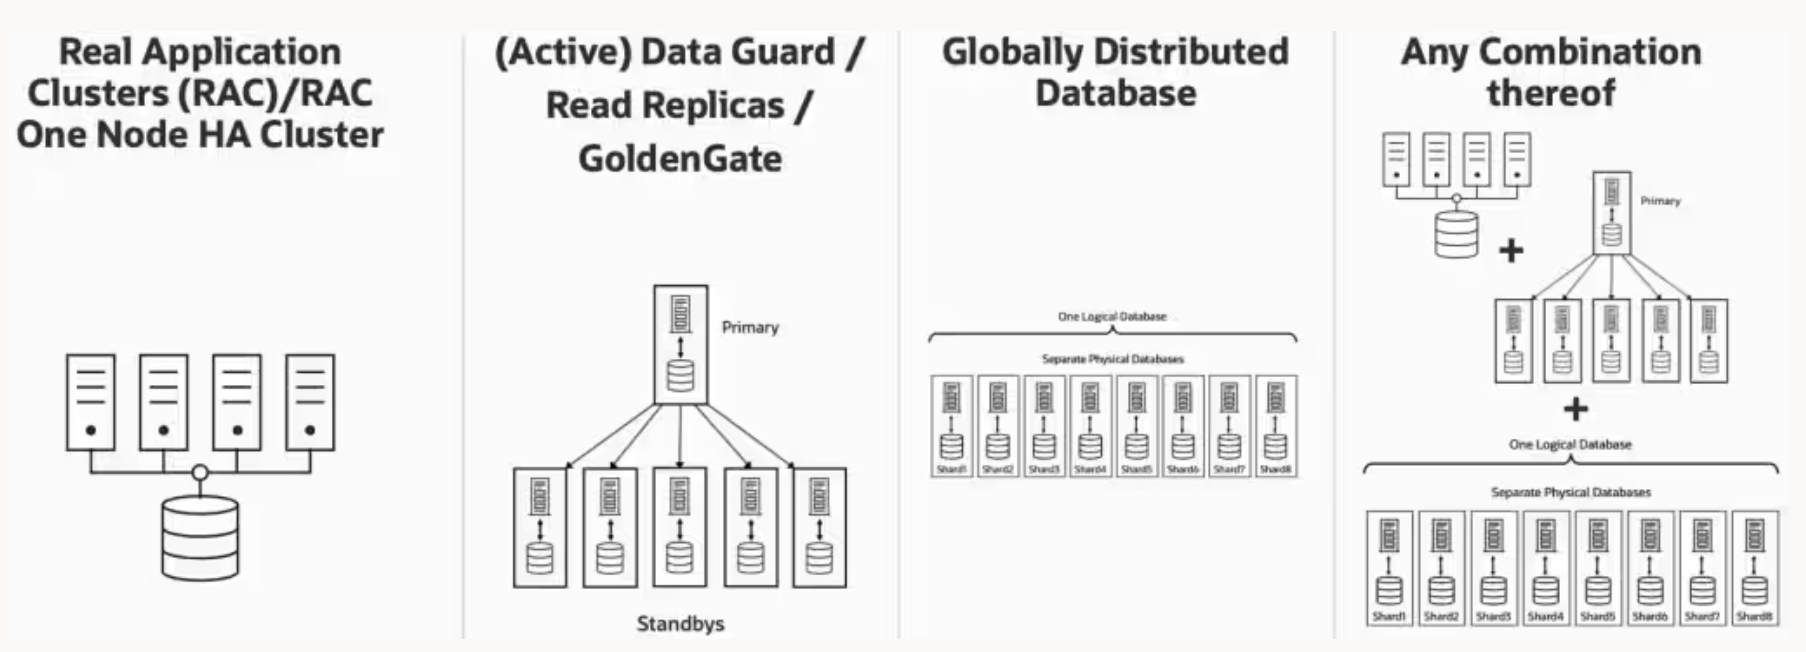 Real Application
Clusters (RAC)/RAC
One Node HA Cluster
(Active) Data Guard /
Read Replicas /
GoldenGate
Primary
Standbys
Globally Distributed
Database
One Logical Database
Separate Physical Databases
Shard1 Shard2 Shard3 Shard4 Shard5 Shard6 Shard7 Shard8
Any Combination
thereof
Primary
+
+
One Logical Database
Separate Physical Databases
Shard1 Shard2 Shard3 Shard4 Shard5 Shard6 Shard7 Shard8